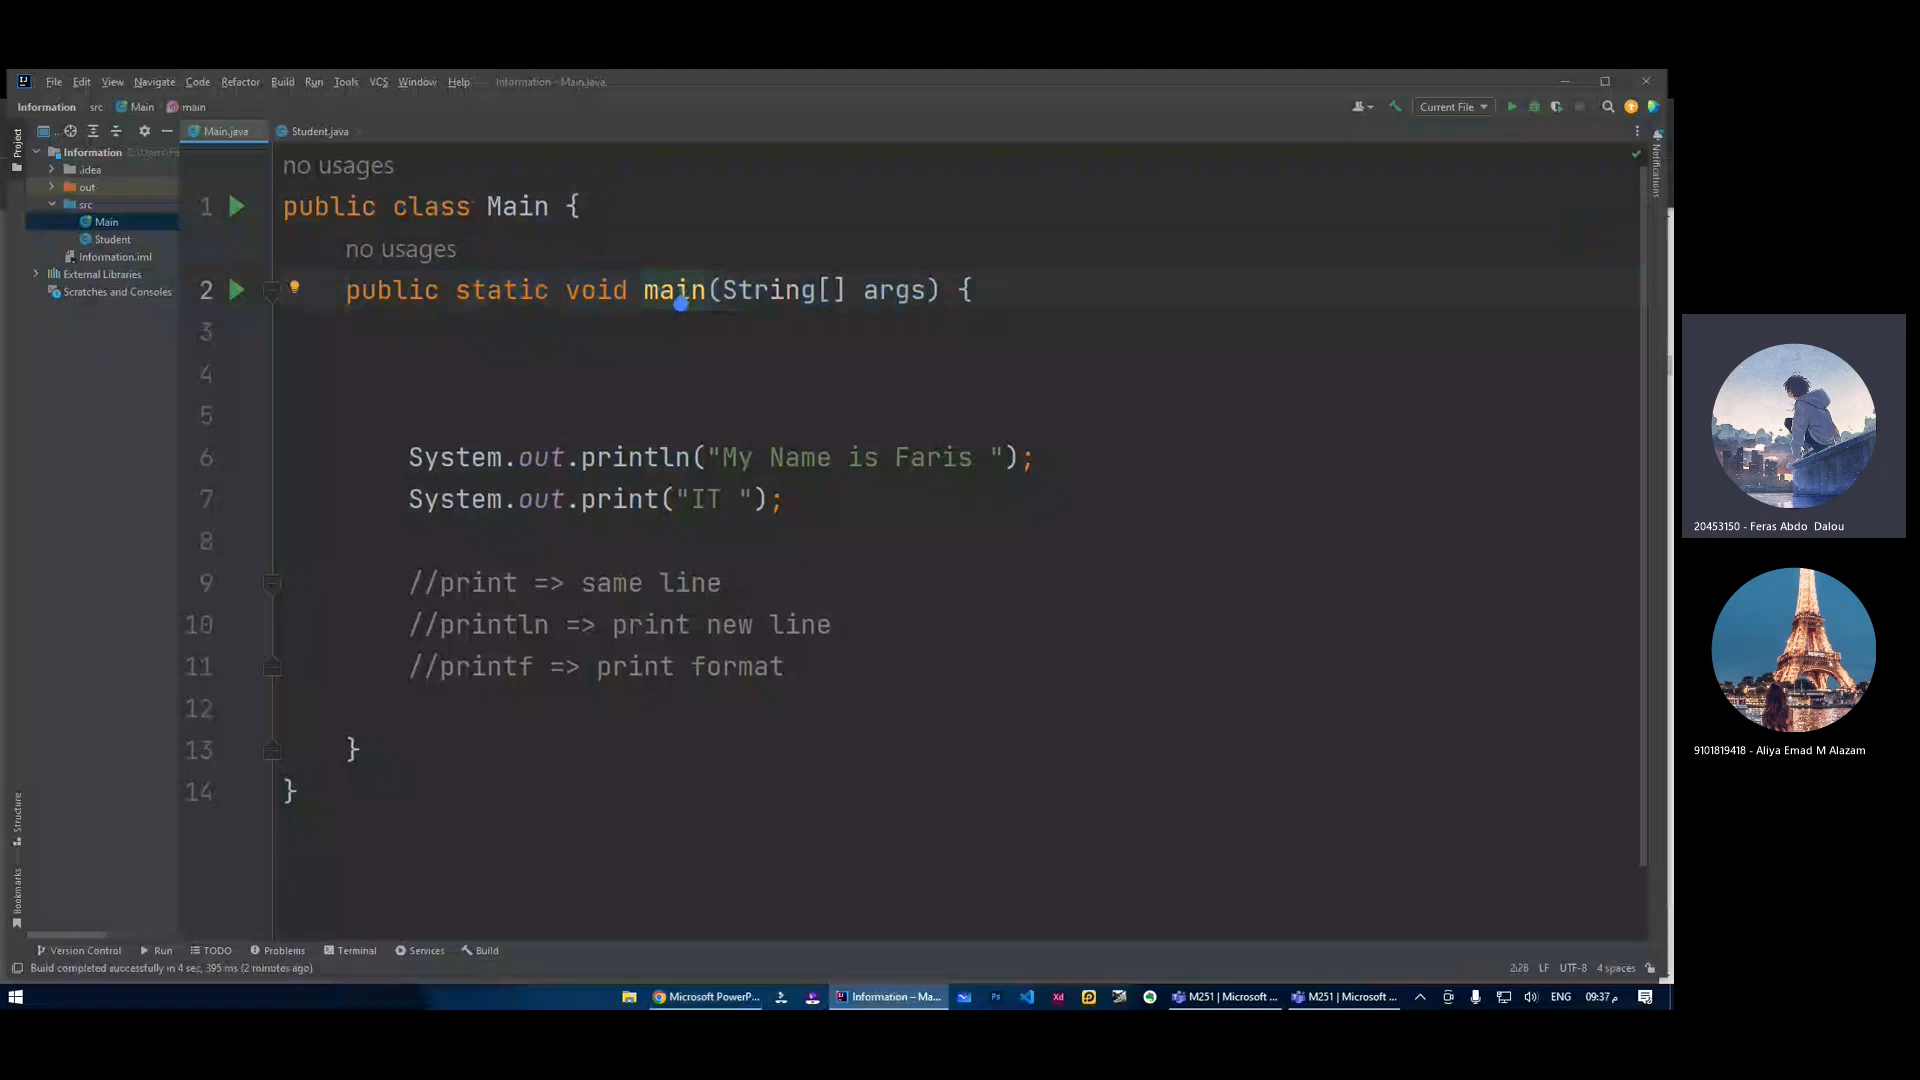 File Edit View Navigate Code Refactor Build Run Tools VCS Window Help Information - Main.java
Information src Main main
Current File
Project
Main.java Student.java
Information
.idea
out
src
Main
Student
Information.iml
External Libraries
Scratches and Consoles
no usages
1 public class Main {
no usages
2 public static void main(String[] args) {
3
4
5
6 System.out.println("My Name is Faris ");
7 System.out.print("IT ");
8
9 //print => same line
10 //println => print new line
11 //printf => print format
12
13 }
14 }
Notifications
Structure
Bookmarks
20453150 - Feras Abdo Dalou
9101819418 - Aliya Emad M Alazam
Version Control Run TODO Problems Terminal Services Build
Build completed successfully in 4 sec, 395 ms (2 minutes ago)
2:26 LF UTF-8 4 spaces
Microsoft PowerP... Information – Ma... Ps Xd M251 | Microsoft ... M251 | Microsoft ... ENG 09:37 م